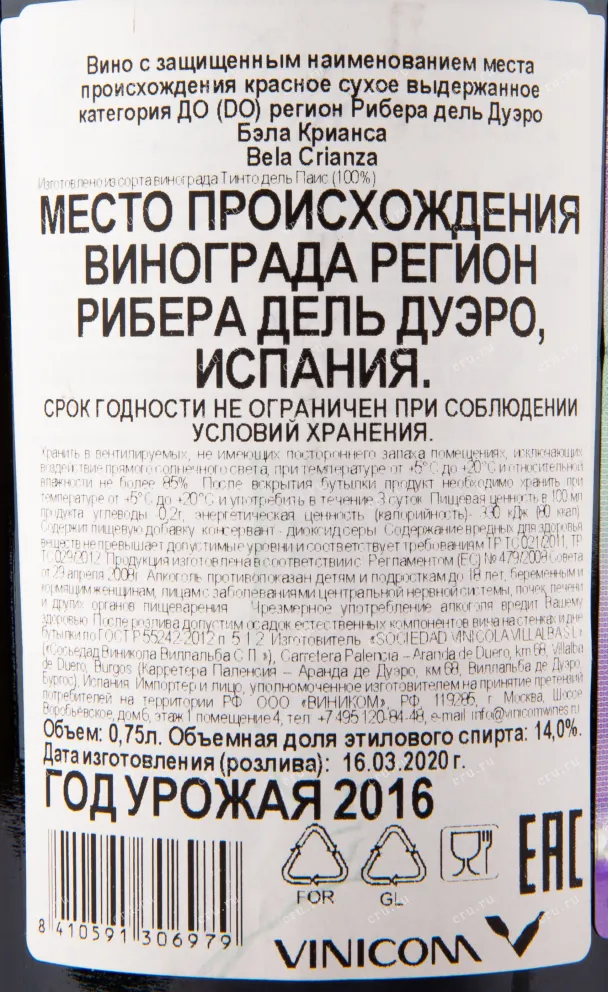 Вино с защищенным наименованием места
происхождения красное сухое выдержанное
категория ДО (DO) регион Рибера дель Дуэро
Бэла Крианса
Bela Crianza
Изготовлено из сорта винограда Тинто дель Паис (100%)
МЕСТО ПРОИСХОЖДЕНИЯ
ВИНОГРАДА РЕГИОН
РИБЕРА ДЕЛЬ ДУЭРО,
ИСПАНИЯ.
СРОК ГОДНОСТИ НЕ ОГРАНИЧЕН ПРИ СОБЛЮДЕНИИ
УСЛОВИЙ ХРАНЕНИЯ.
Хранить в вентилируемых, не имеющих постороннего запаха помещениях, исключающих
воздействие прямого солнечного света, при температуре от +5°С до +20°С и относительной
влажности не более 85%. После вскрытия бутылки продукт необходимо хранить при
температуре от +5°С до +20°С и употребить в течение 3 суток. Пищевая ценность в 100 мл
продукта углеводы -0,2г, энергетическая ценность (калорийность)- кДж (80 ккал).
Содержит пищевую добавку консервант - диоксид серы. Содержание вредных для здоровья
веществ не превышает допустимые уровни и соответствует требованиям ТР ТС 021/2011, ТР
ТС 029/2012. Продукция изготовлена в соответствии с Регламентом (ЕС) № 479/2008 Совета
от 29 апреля 2008г. Алкоголь противопоказан детям и подросткам до 18 лет, беременным и
кормящим женщинам, лицам с заболеваниями центральной нервной системы, почек, печени
и других органов пищеварения. Чрезмерное употребление алкоголя вредит Вашему
здоровью. После розлива допустим осадок естественных компонентов вина на стенках и дне
бутылки по ГОСТ Р 55242-2012 п. 5.1.2. Изготовитель «SOCIEDAD VINICOLA VILLALBA S.L»
(«Сосьедад Виникола Виллальба С.Л.»), Carretera Palencia – Aranda de Duero, km 68, Villalba
de Duero, Burgos (Карретера Паленсия – Аранда де Дуэро, км 68, Виллальба де Дуэро,
Бургос), Испания. Импортер и лицо, уполномоченное изготовителем на принятие претензий
потребителей на территории РФ ООО «ВИНИКОМ», РФ, 119285, г. Москва, Шоссе
Воробьевское, дом 6, этаж 1 помещение 4, тел. +7 495 120-84-48, e-mail: info@vinicomwines.ru
Объем: 0,75л. Объемная доля этилового спирта: 14,0%.
Дата изготовления (розлива): 16.03.2020 г.
ГОД УРОЖАЯ 2016
FOR GL EAC
8 410591 306979
VINICOM
cru.ru